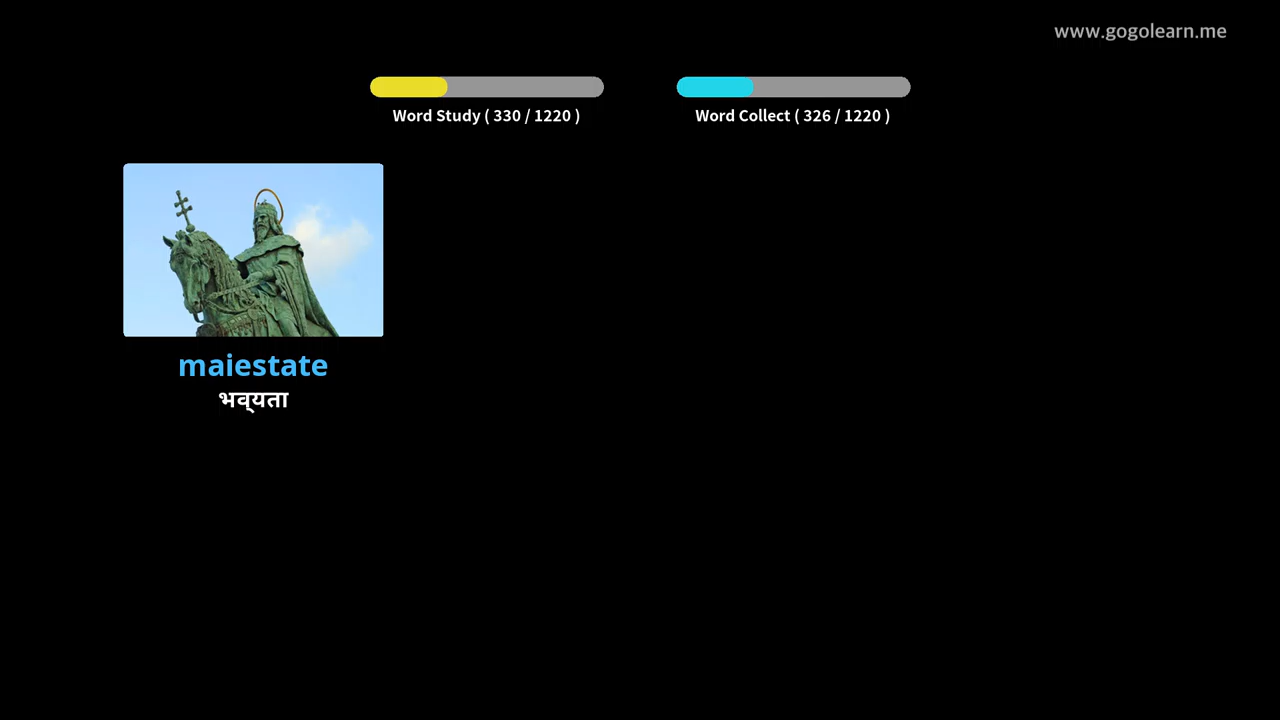 www.gogolearn.me
Word Study ( 330 / 1220 )
Word Collect ( 326 / 1220 )
maiestate
भव्यता